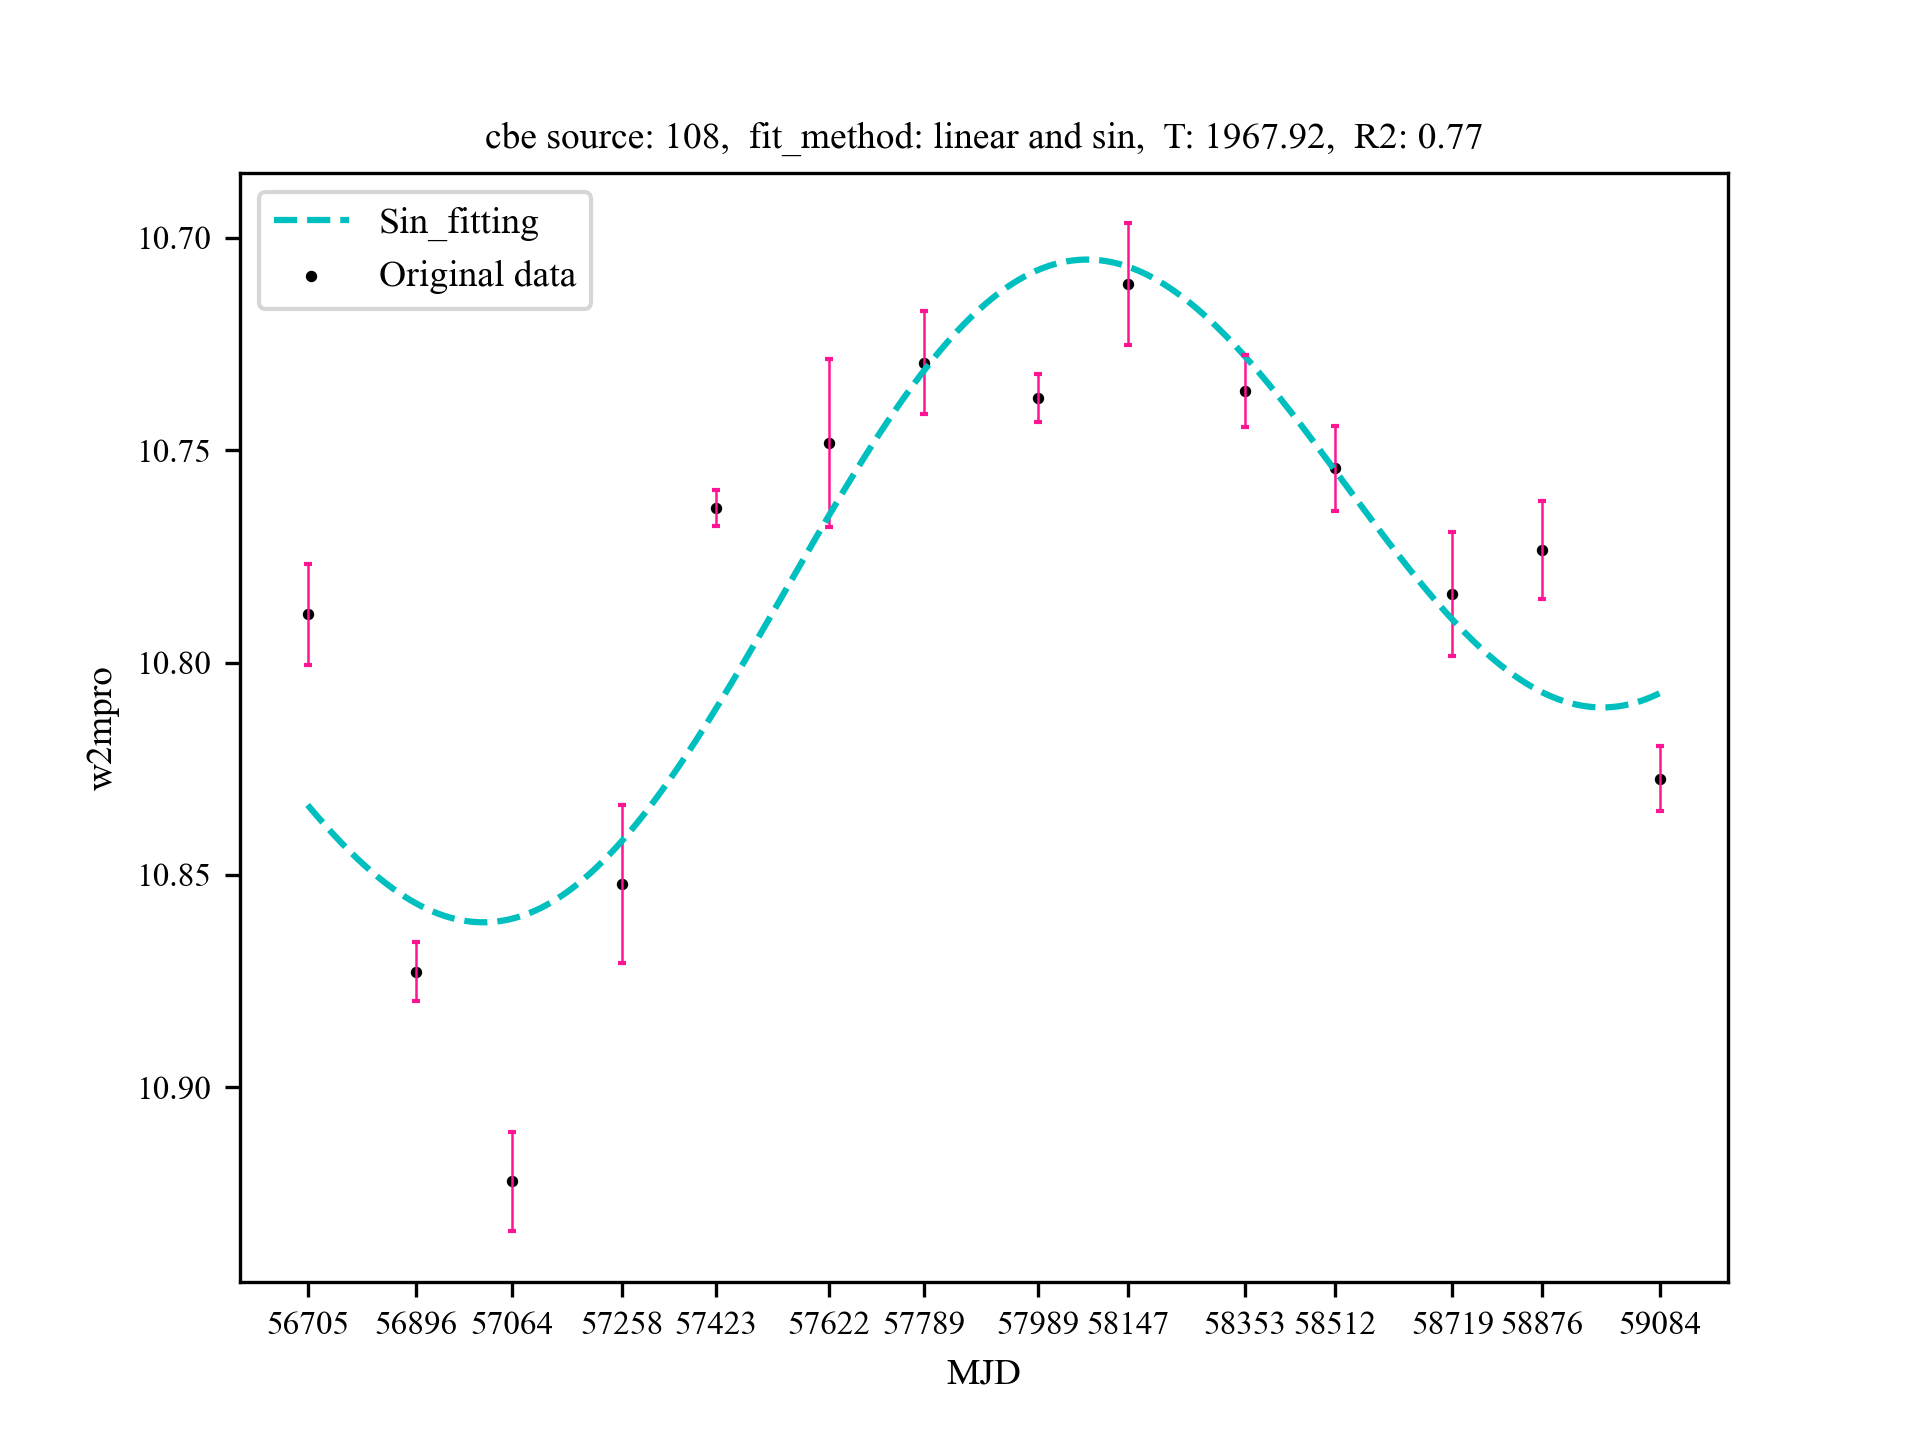 cbe source: 108,  fit_method: linear and sin,  T: 1967.92,  R2: 0.77
Sin_fitting
Original data
10.70
10.75
10.80
10.85
10.90
w2mpro
56705 56896 57064 57258 57423 57622 57789 57989 58147 58353 58512 58719 58876 59084
MJD